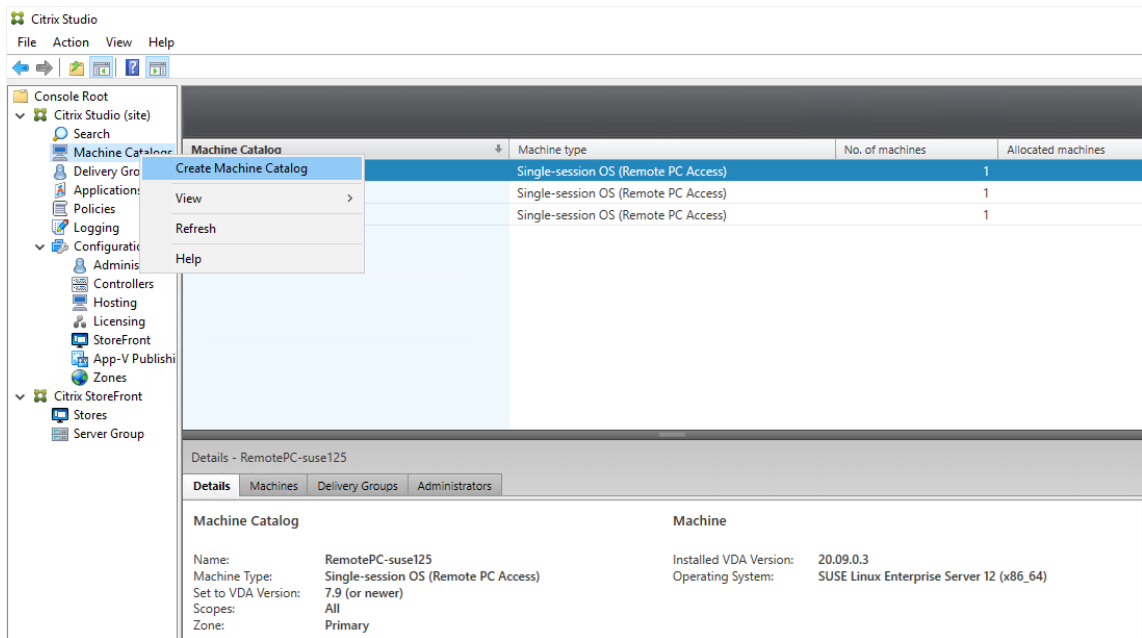 Citrix Studio
File Action View Help
Console Root
Citrix Studio (site)
Search
Machine Catalogs
Delivery Gro
Applications
Policies
Logging
Configuratio
Adminis
Controllers
Hosting
Licensing
StoreFront
App-V Publishi
Zones
Citrix StoreFront
Stores
Server Group
Create Machine Catalog
View
Refresh
Help
Machine Catalog Machine type No. of machines Allocated machines
Single-session OS (Remote PC Access) 1
Single-session OS (Remote PC Access) 1
Single-session OS (Remote PC Access) 1
Details - RemotePC-suse125
Details Machines Delivery Groups Administrators
Machine Catalog Machine
Name: RemotePC-suse125 Installed VDA Version: 20.09.0.3
Machine Type: Single-session OS (Remote PC Access) Operating System: SUSE Linux Enterprise Server 12 (x86_64)
Set to VDA Version: 7.9 (or newer)
Scopes: All
Zone: Primary